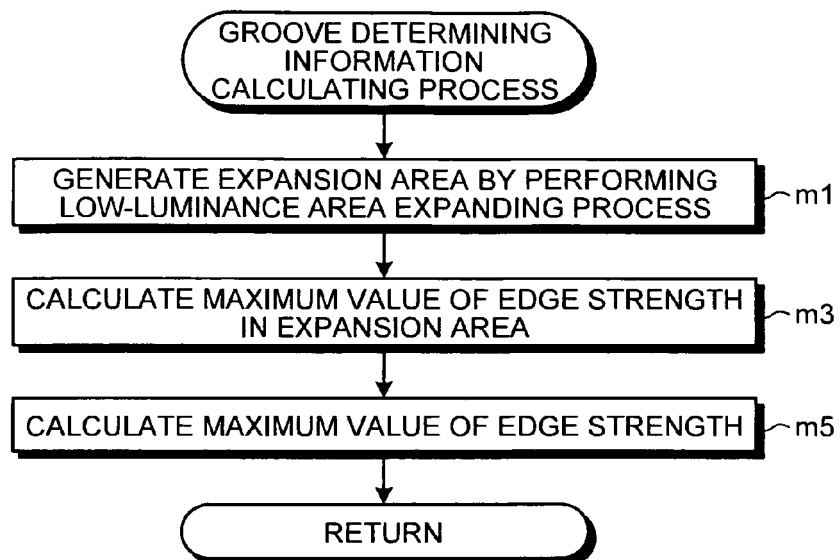 GROOVE DETERMINING
INFORMATION
CALCULATING PROCESS
GENERATE EXPANSION AREA BY PERFORMING
LOW-LUMINANCE AREA EXPANDING PROCESS
m1
CALCULATE MAXIMUM VALUE OF EDGE STRENGTH
IN EXPANSION AREA
m3
CALCULATE MAXIMUM VALUE OF EDGE STRENGTH
m5
RETURN